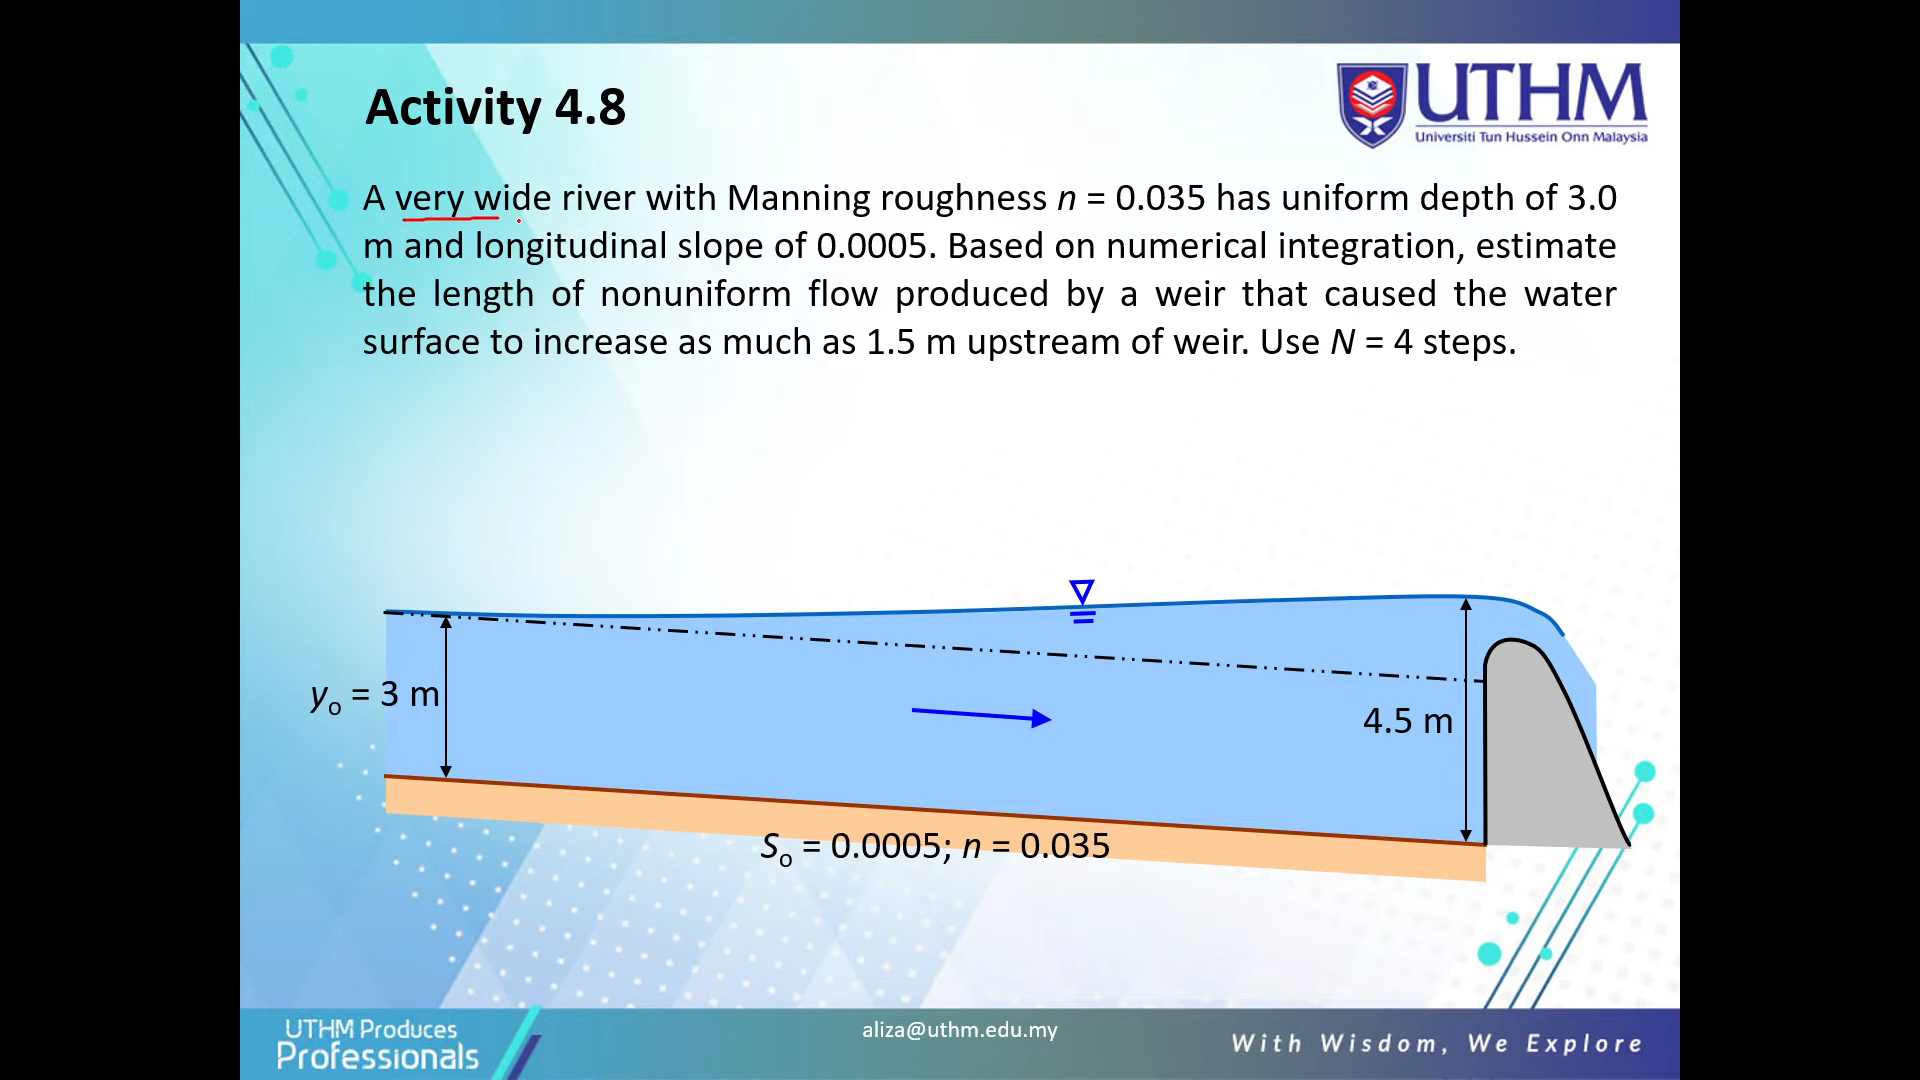 Activity 4.8
UTHM
Universiti Tun Hussein Onn Malaysia
A very wide river with Manning roughness n = 0.035 has uniform depth of 3.0
m and longitudinal slope of 0.0005. Based on numerical integration, estimate
the length of nonuniform flow produced by a weir that caused the water
surface to increase as much as 1.5 m upstream of weir. Use N = 4 steps.
yo = 3 m
4.5 m
So = 0.0005; n = 0.035
UTHM Produces
Professionals
aliza@uthm.edu.my
With Wisdom, We Explore